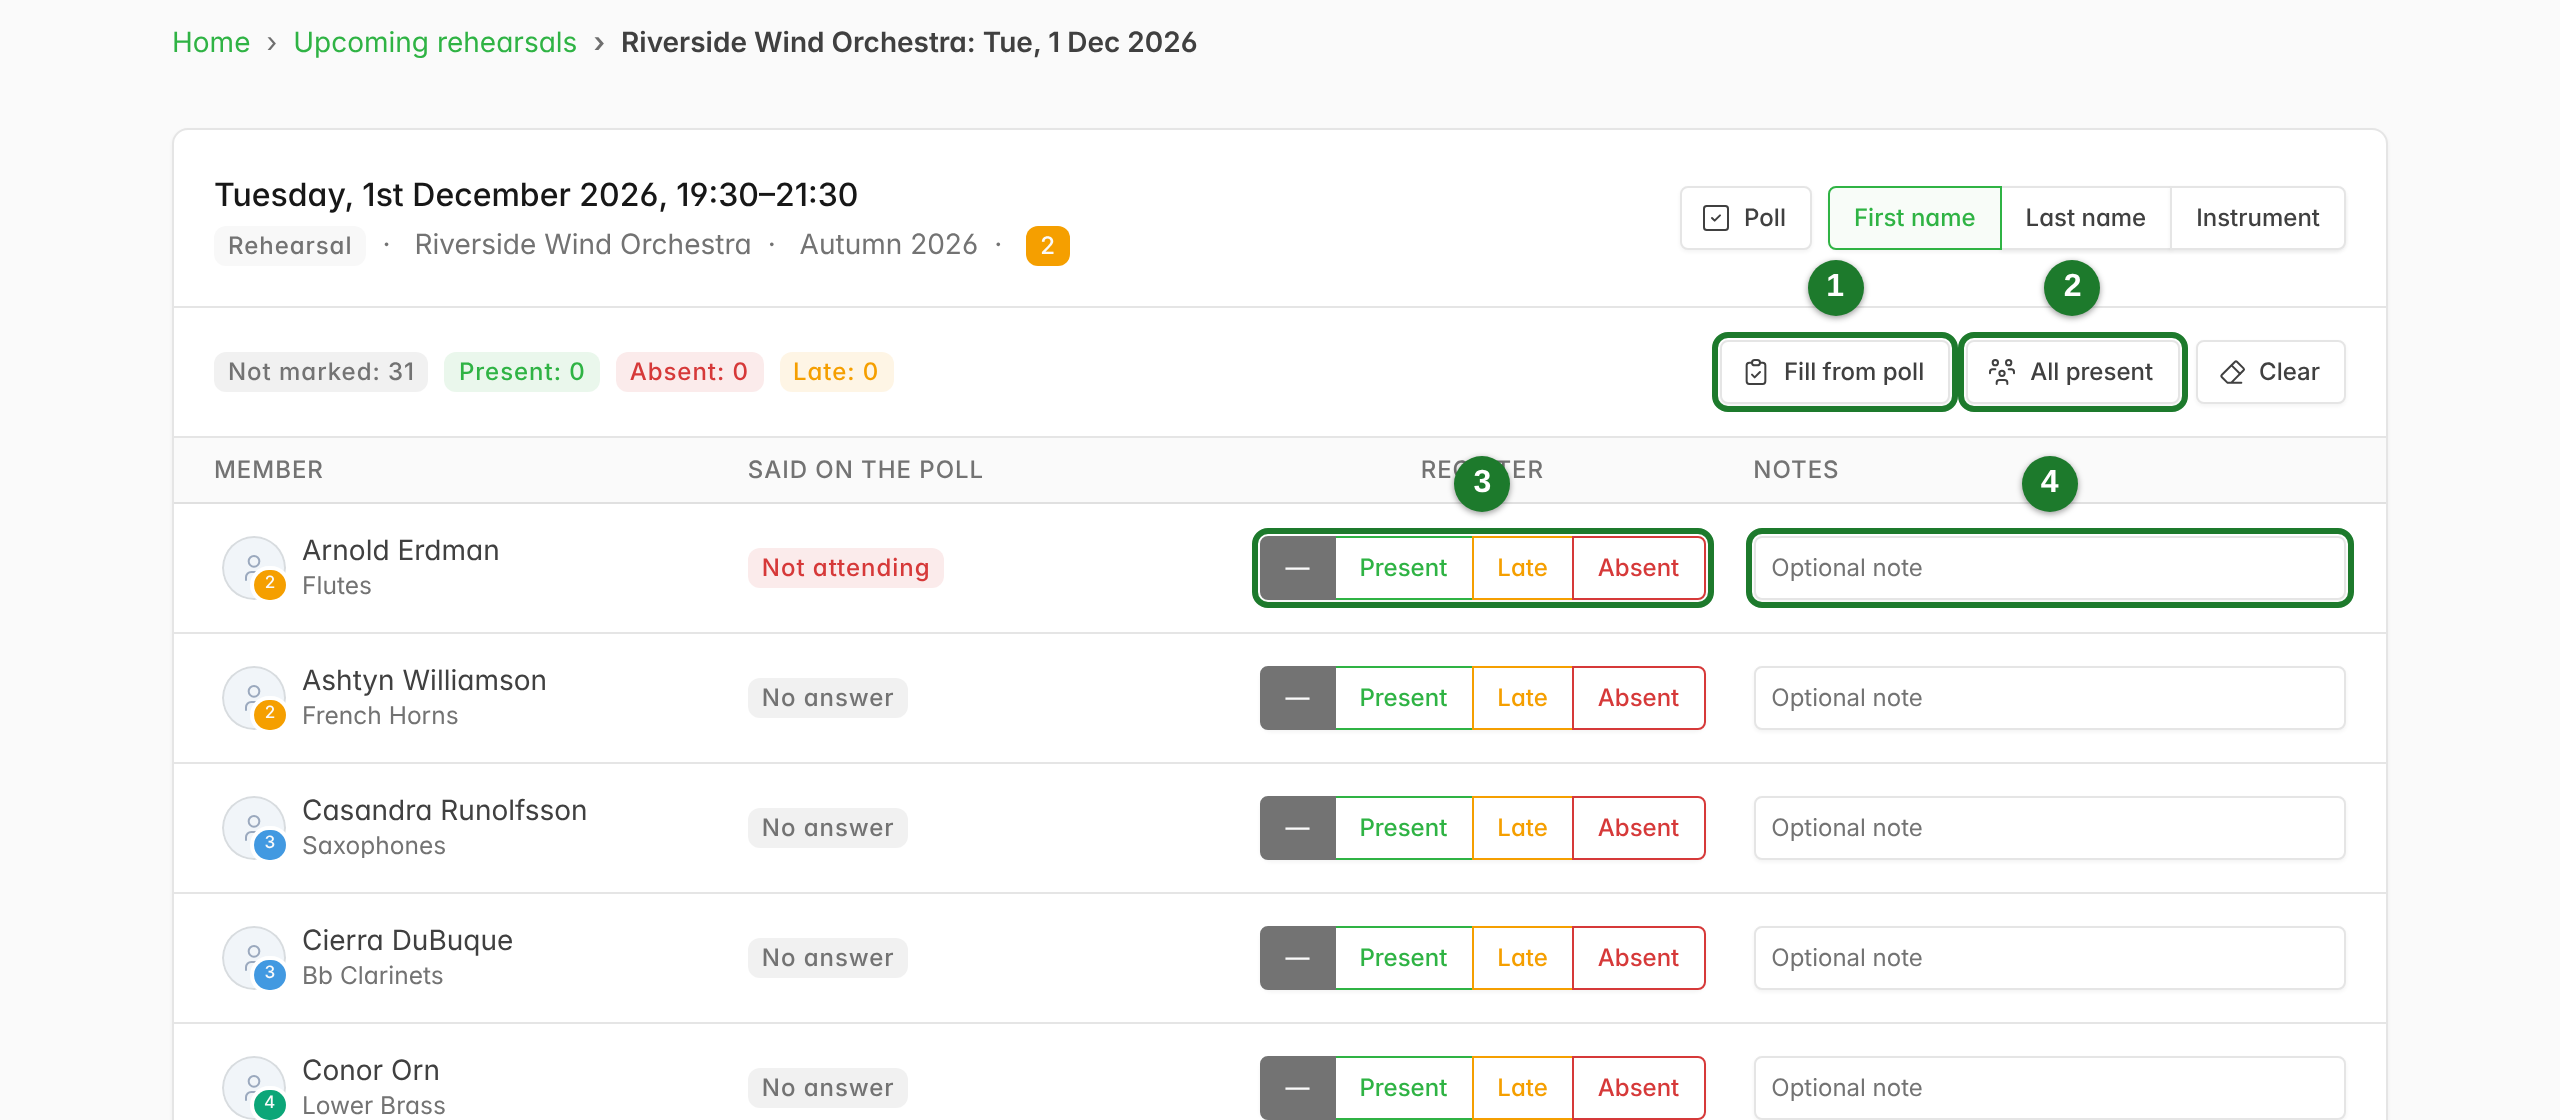 Home › Upcoming rehearsals › Riverside Wind Orchestra: Tue, 1 Dec 2026
Tuesday, 1st December 2026, 19:30–21:30
Rehearsal · Riverside Wind Orchestra · Autumn 2026 · 2
Poll First name Last name Instrument
1 2
Not marked: 31 Present: 0 Absent: 0 Late: 0 Fill from poll All present Clear
MEMBER SAID ON THE POLL NOTES
3 4
Arnold Erdman
2
Flutes
Not attending — Present Late Absent Optional note
Ashtyn Williamson
2
French Horns
No answer — Present Late Absent Optional note
Casandra Runolfsson
3
Saxophones
No answer — Present Late Absent Optional note
Cierra DuBuque
3
Bb Clarinets
No answer — Present Late Absent Optional note
Conor Orn
4
Lower Brass
No answer — Present Late Absent Optional note